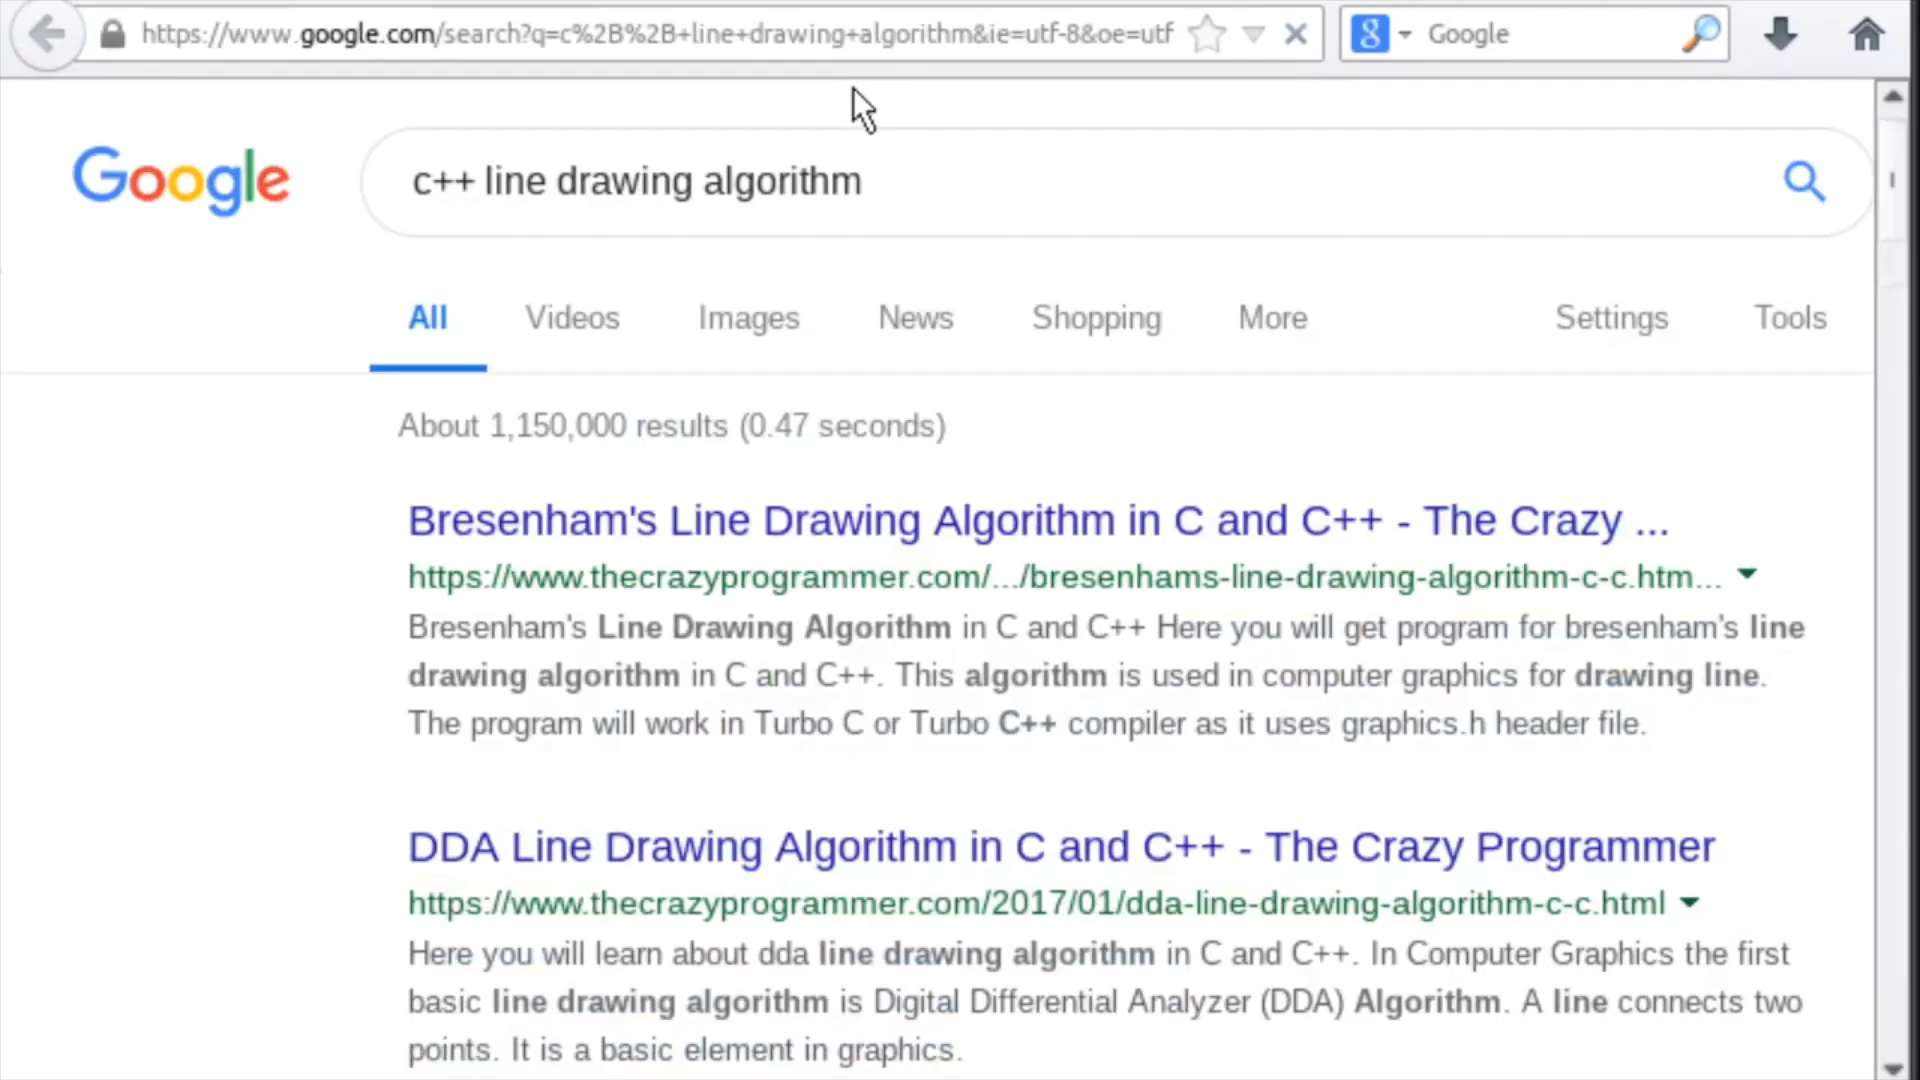 https://www.google.com/search?q=c%2B%2B+line+drawing+algorithm&ie=utf-8&oe=utf
Google
Google
c++ line drawing algorithm
All Videos Images News Shopping More Settings Tools
About 1,150,000 results (0.47 seconds)
Bresenham's Line Drawing Algorithm in C and C++ - The Crazy ...
https://www.thecrazyprogrammer.com/.../bresenhams-line-drawing-algorithm-c-c.htm...
Bresenham's Line Drawing Algorithm in C and C++ Here you will get program for bresenham's line
drawing algorithm in C and C++. This algorithm is used in computer graphics for drawing line.
The program will work in Turbo C or Turbo C++ compiler as it uses graphics.h header file.
DDA Line Drawing Algorithm in C and C++ - The Crazy Programmer
https://www.thecrazyprogrammer.com/2017/01/dda-line-drawing-algorithm-c-c.html
Here you will learn about dda line drawing algorithm in C and C++. In Computer Graphics the first
basic line drawing algorithm is Digital Differential Analyzer (DDA) Algorithm. A line connects two
points. It is a basic element in graphics.